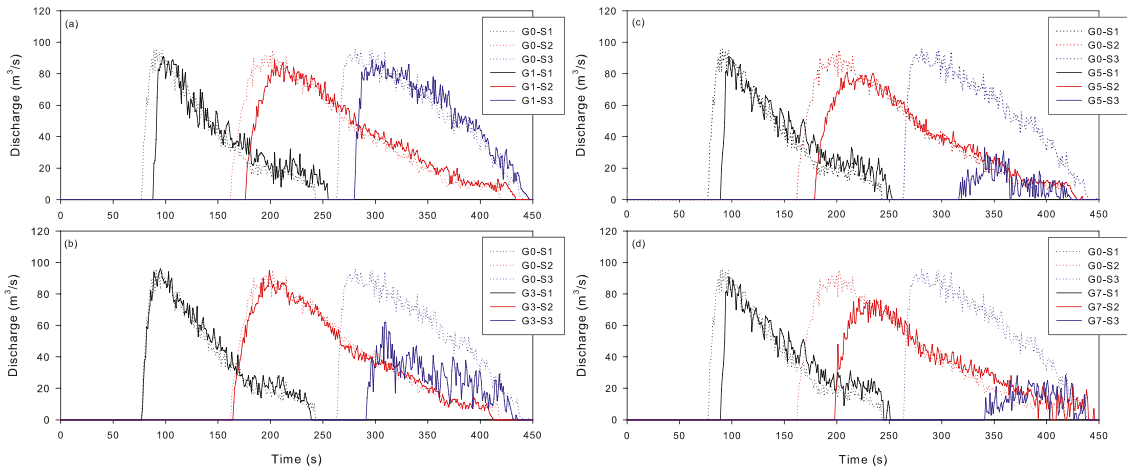 (a)
G0-S1
G0-S2
G0-S3
G1-S1
G1-S2
G1-S3
Discharge (m³/s)
120
100
80
60
40
20
0
0 50 100 150 200 250 300 350 400 450
(b)
G0-S1
G0-S2
G0-S3
G3-S1
G3-S2
G3-S3
Discharge (m³/s)
120
100
80
60
40
20
0
0 50 100 150 200 250 300 350 400 450
Time (s)
(c)
G0-S1
G0-S2
G0-S3
G5-S1
G5-S2
G5-S3
Discharge (m³/s)
120
100
80
60
40
20
0
0 50 100 150 200 250 300 350 400 450
(d)
G0-S1
G0-S2
G0-S3
G7-S1
G7-S2
G7-S3
Discharge (m³/s)
120
100
80
60
40
20
0
0 50 100 150 200 250 300 350 400 450
Time (s)